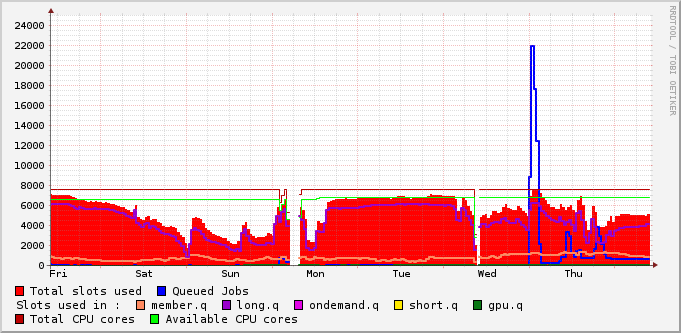 RRDTOOL / TOBI OETIKER
24000
22000
20000
18000
16000
14000
12000
10000
8000
6000
4000
2000
0
Fri Sat Sun Mon Tue Wed Thu
Total slots used Queued Jobs
Slots used in : member.q long.q ondemand.q short.q gpu.q
Total CPU cores Available CPU cores